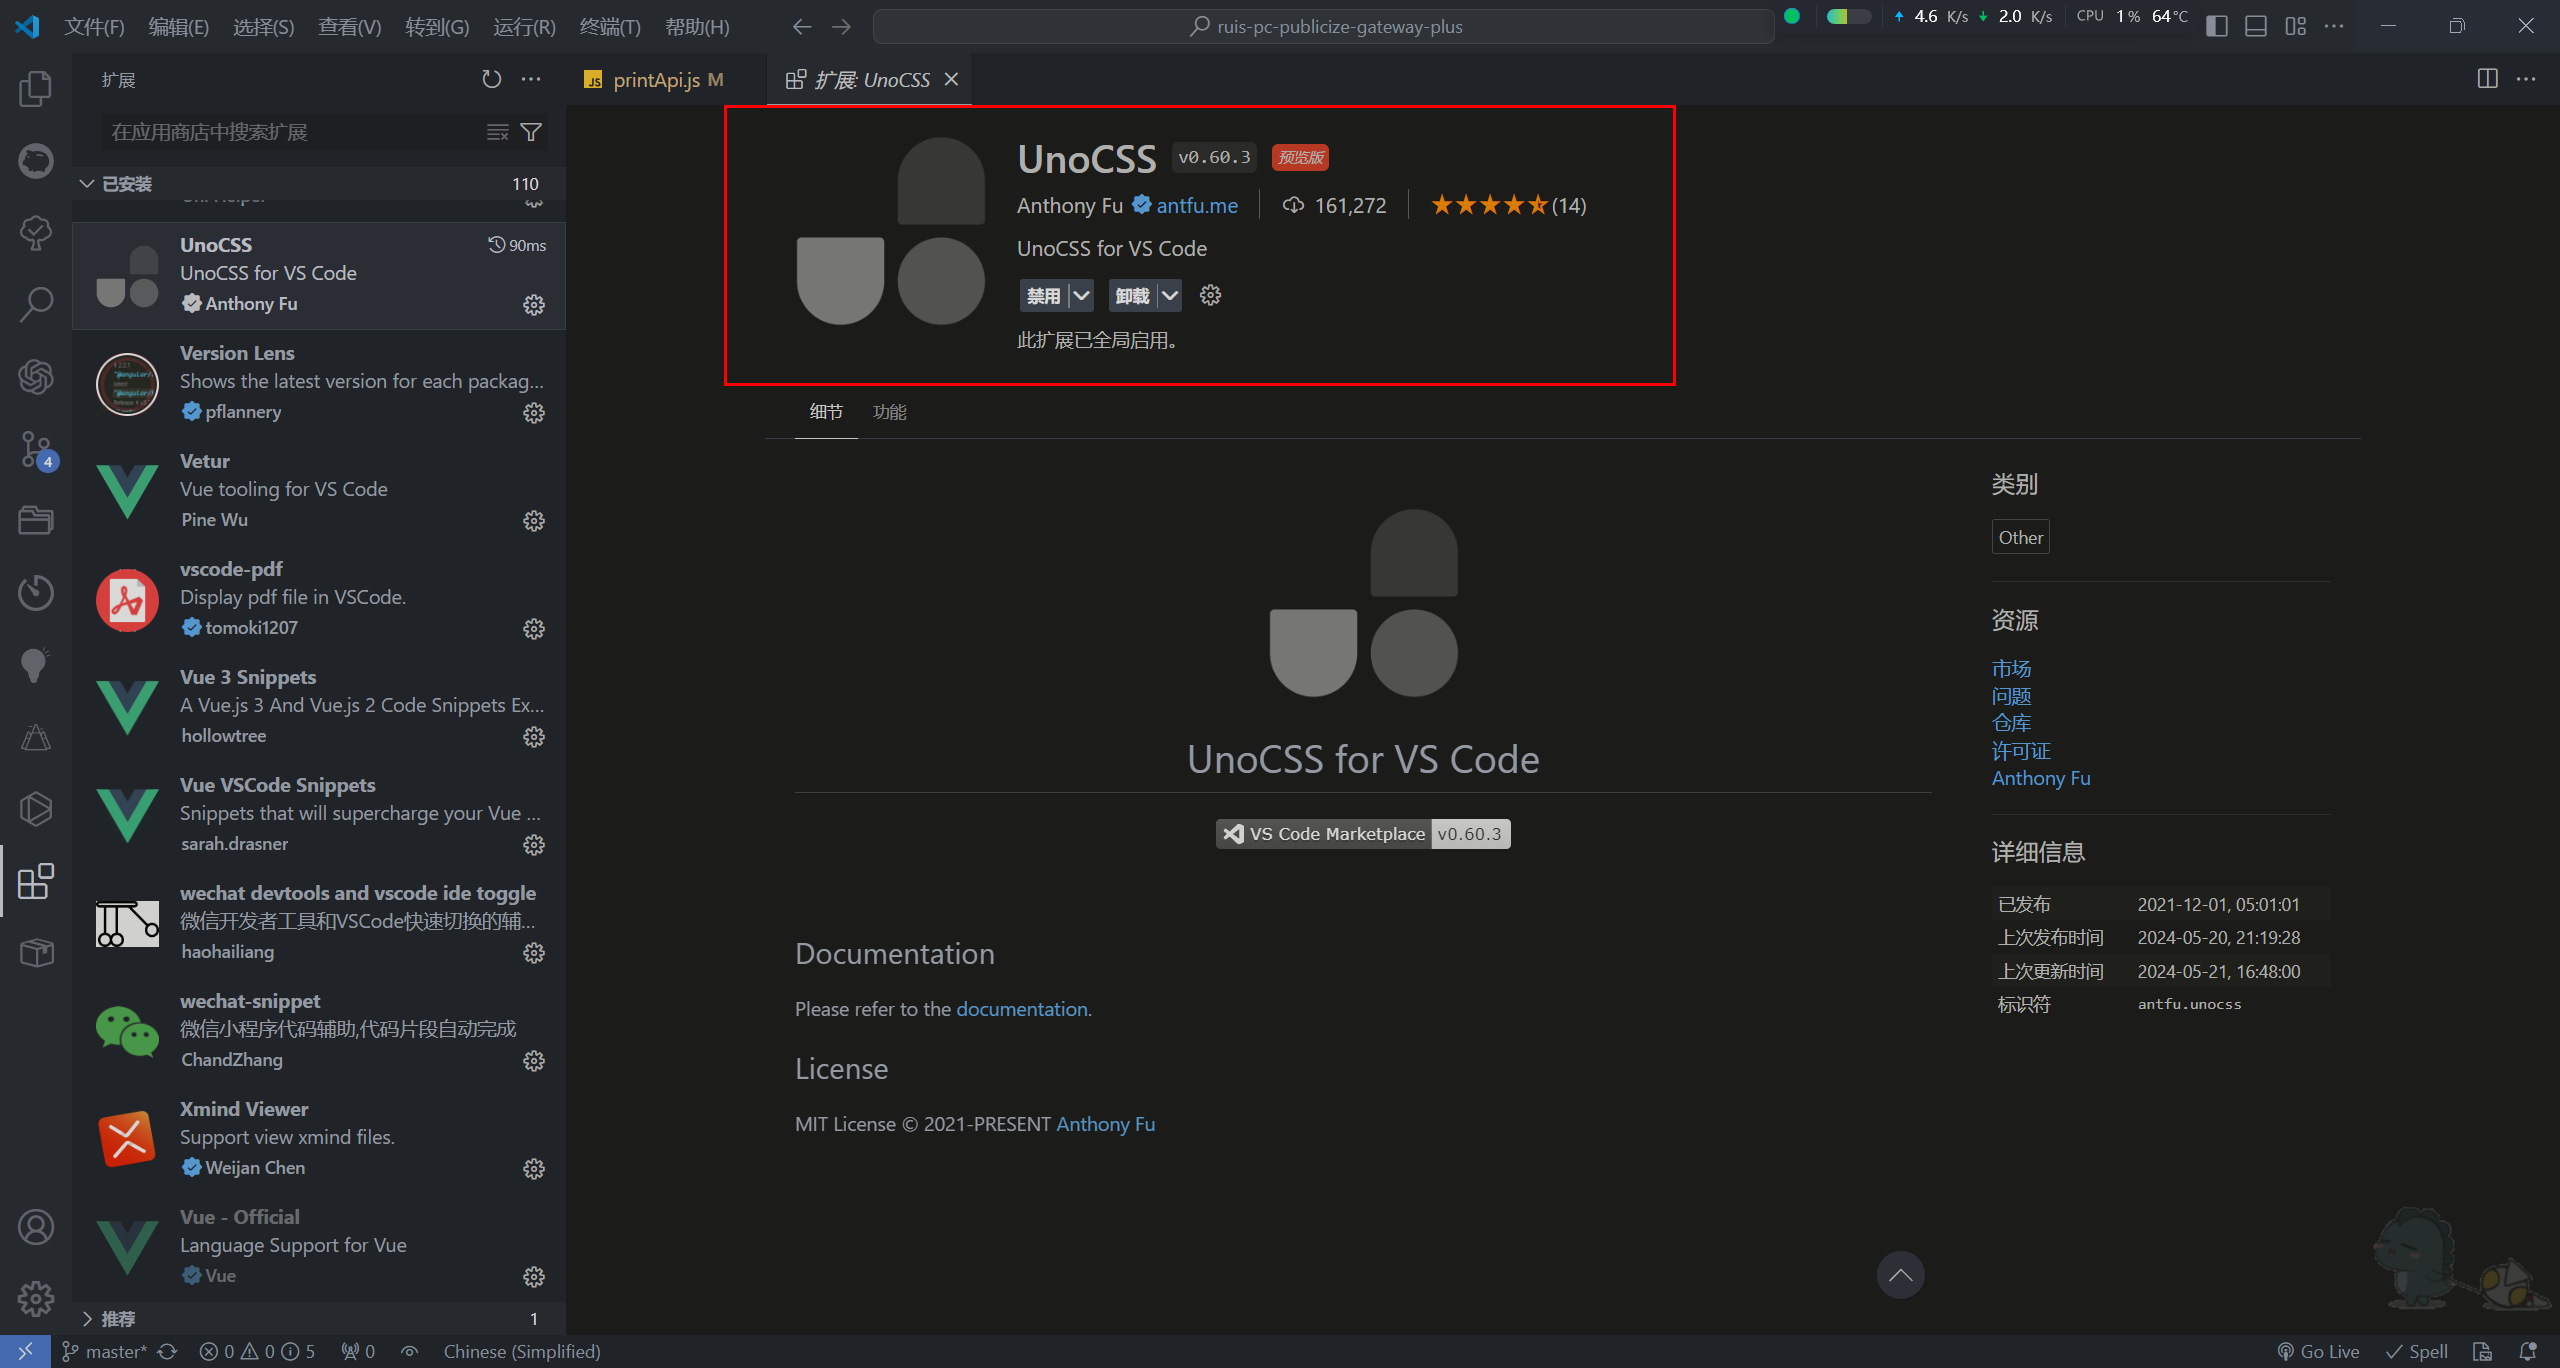 文件(F) 编辑(E) 选择(S) 查看(V) 转到(G) 运行(R) 终端(T) 帮助(H)
ruis-pc-publicize-gateway-plus
4.6 K/s 2.0 K/s CPU 1% 64°C
扩展
在应用商店中搜索扩展
已安装 110
UnoCSS 90ms
UnoCSS for VS Code
Anthony Fu
Version Lens
Shows the latest version for each packag...
pflannery
Vetur
Vue tooling for VS Code
Pine Wu
vscode-pdf
Display pdf file in VSCode.
tomoki1207
Vue 3 Snippets
A Vue.js 3 And Vue.js 2 Code Snippets Ex...
hollowtree
Vue VSCode Snippets
Snippets that will supercharge your Vue ...
sarah.drasner
wechat devtools and vscode ide toggle
微信开发者工具和VSCode快速切换的辅...
haohailiang
wechat-snippet
微信小程序代码辅助,代码片段自动完成
ChandZhang
Xmind Viewer
Support view xmind files.
Weijan Chen
Vue - Official
Language Support for Vue
Vue
推荐 1
4
JS printApi.js M
扩展: UnoCSS
UnoCSS v0.60.3 预览版
Anthony Fu antfu.me 161,272 (14)
UnoCSS for VS Code
禁用 卸载
此扩展已全局启用。
细节 功能
UnoCSS for VS Code
VS Code Marketplace v0.60.3
Documentation
Please refer to the documentation.
License
MIT License © 2021-PRESENT Anthony Fu
类别
Other
资源
市场
问题
仓库
许可证
Anthony Fu
详细信息
已发布 2021-12-01, 05:01:01
上次发布时间 2024-05-20, 21:19:28
上次更新时间 2024-05-21, 16:48:00
标识符 antfu.unocss
master* 0 0 5 0 Chinese (Simplified)
Go Live Spell